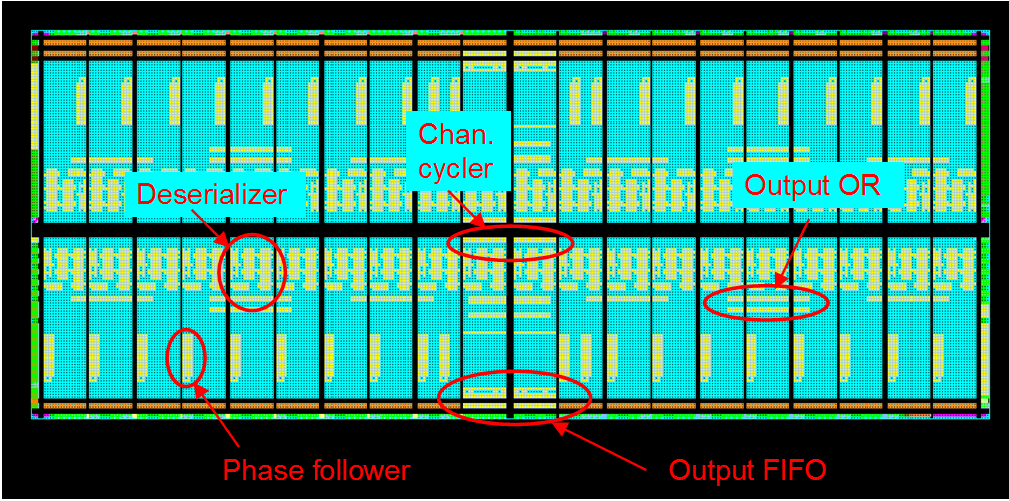 Chan.
cycler
Deserializer
Output OR
Phase follower
Output FIFO